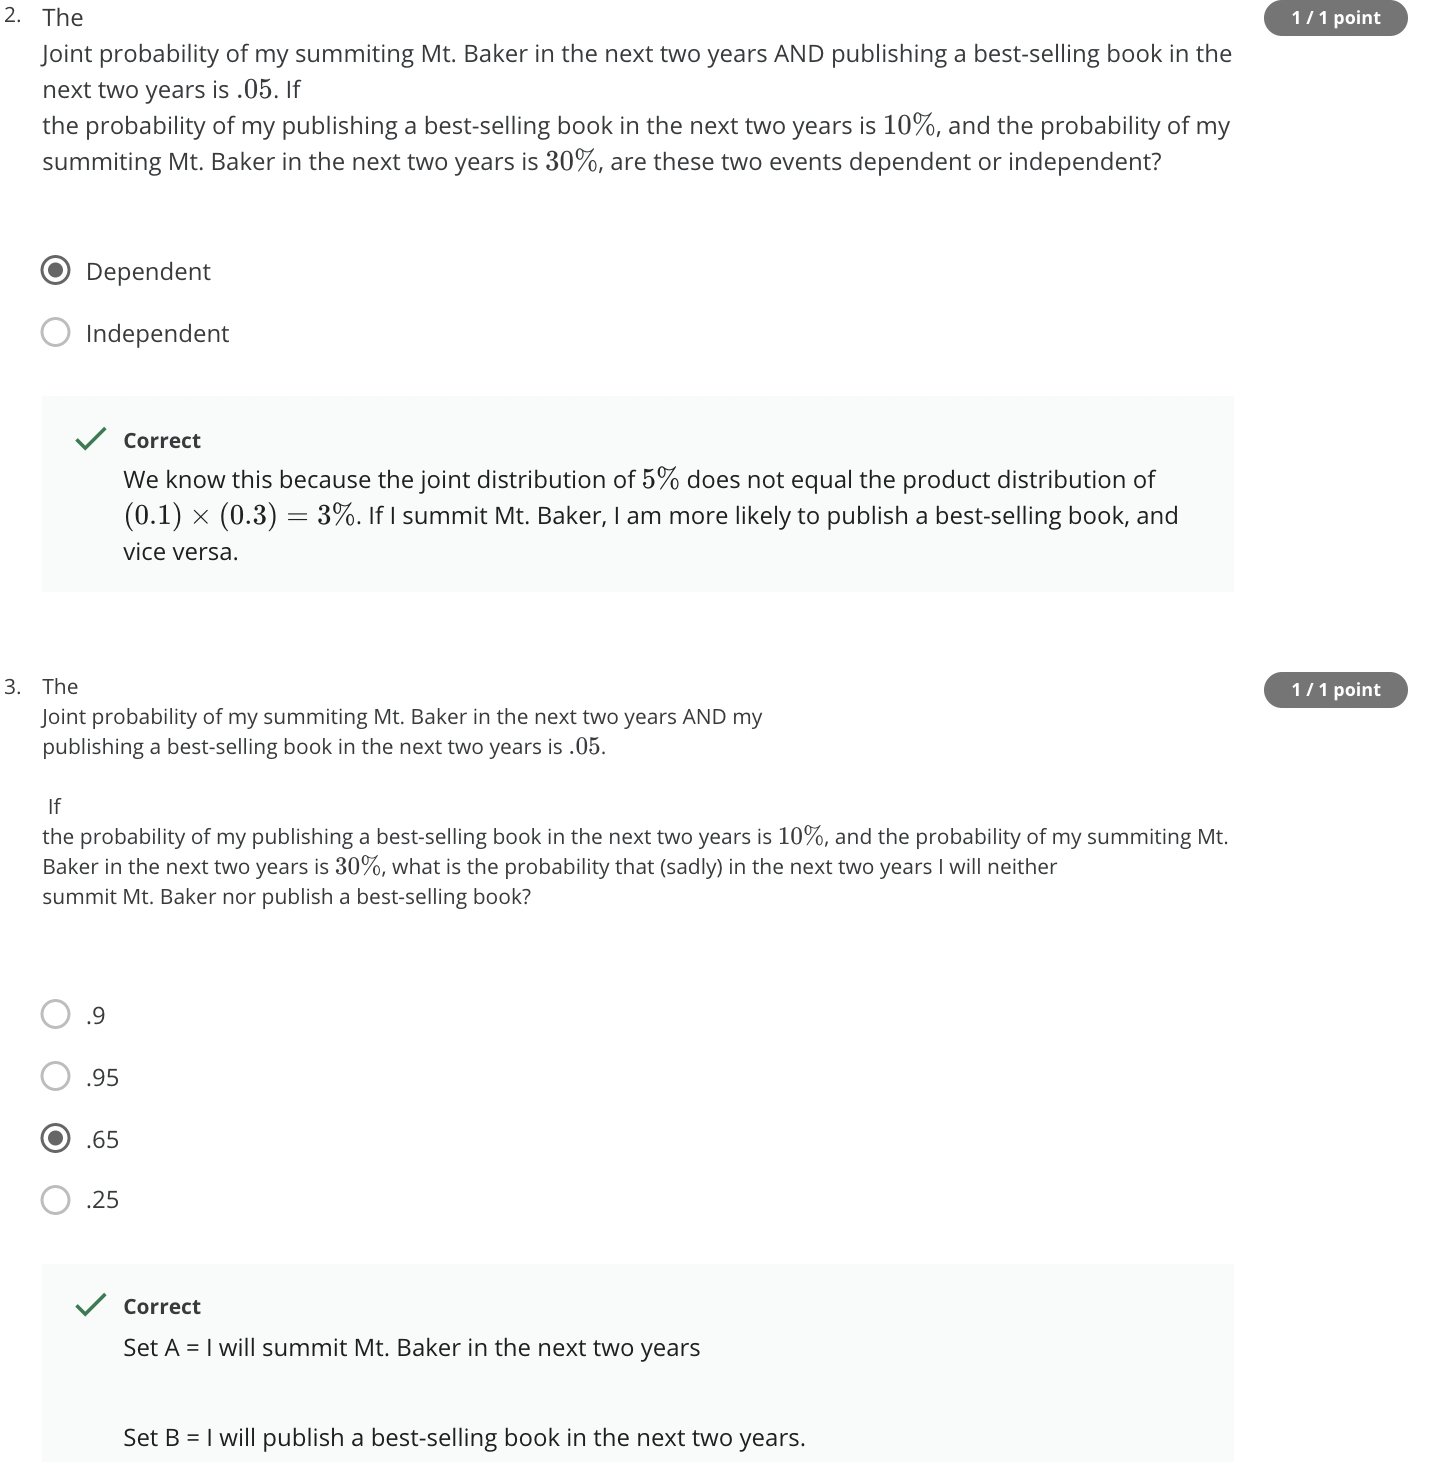 2. The
1 / 1 point
Joint probability of my summiting Mt. Baker in the next two years AND publishing a best-selling book in the
next two years is .05. If
the probability of my publishing a best-selling book in the next two years is 10%, and the probability of my
summiting Mt. Baker in the next two years is 30%, are these two events dependent or independent?
Dependent
Independent
Correct
We know this because the joint distribution of 5% does not equal the product distribution of
(0.1) × (0.3) = 3%. If I summit Mt. Baker, I am more likely to publish a best-selling book, and
vice versa.
3. The
1 / 1 point
Joint probability of my summiting Mt. Baker in the next two years AND my
publishing a best-selling book in the next two years is .05.
If
the probability of my publishing a best-selling book in the next two years is 10%, and the probability of my summiting Mt.
Baker in the next two years is 30%, what is the probability that (sadly) in the next two years I will neither
summit Mt. Baker nor publish a best-selling book?
.9
.95
.65
.25
Correct
Set A = I will summit Mt. Baker in the next two years
Set B = I will publish a best-selling book in the next two years.